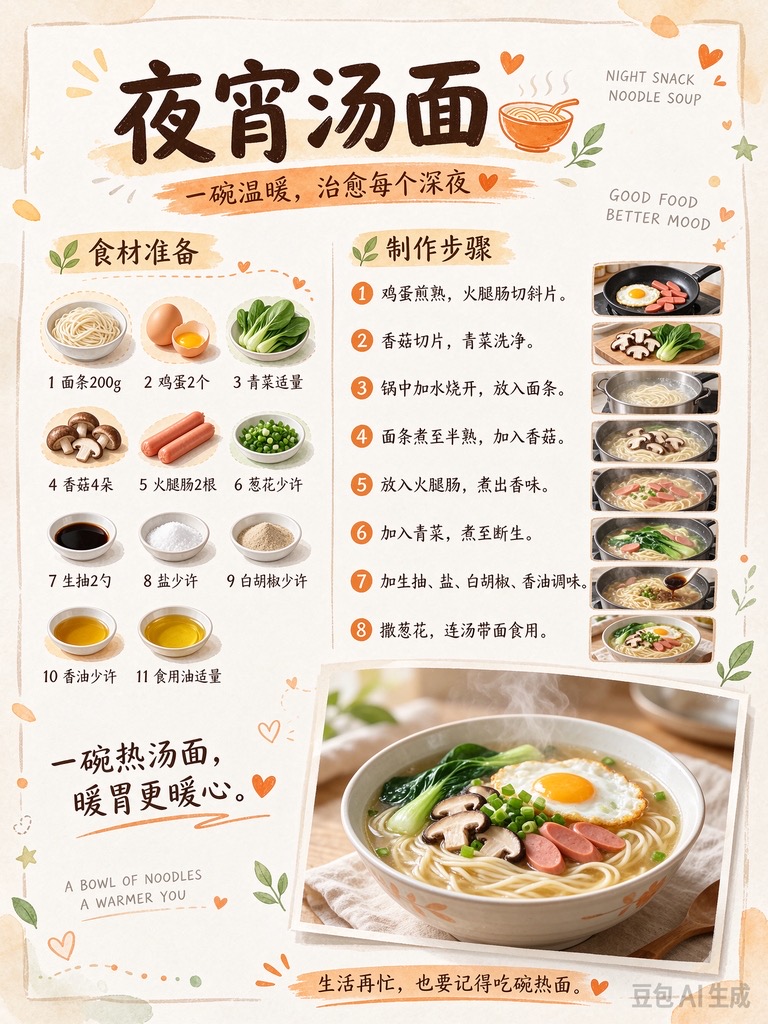 夜宵汤面
NIGHT SNACK
NOODLE SOUP
一碗温暖，治愈每个深夜
GOOD FOOD
BETTER MOOD
食材准备
1 面条200g
2 鸡蛋2个
3 青菜适量
4 香菇4朵
5 火腿肠2根
6 葱花少许
7 生抽2勺
8 盐少许
9 白胡椒少许
10 香油少许
11 食用油适量
制作步骤
1 鸡蛋煎熟，火腿肠切斜片。
2 香菇切片，青菜洗净。
3 锅中加水烧开，放入面条。
4 面条煮至半熟，加入香菇。
5 放入火腿肠，煮出香味。
6 加入青菜，煮至断生。
7 加生抽、盐、白胡椒、香油调味。
8 撒葱花，连汤带面食用。
一碗热汤面，
暖胃更暖心。
A BOWL OF NOODLES
A WARMER YOU
生活再忙，也要记得吃碗热面。
豆包AI生成